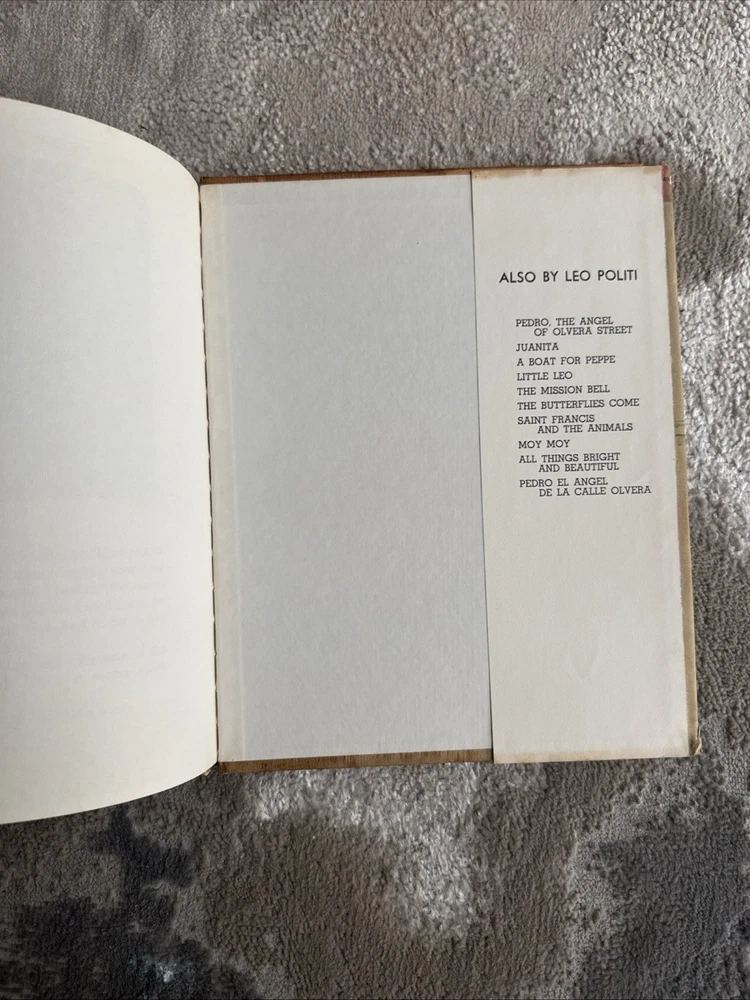 ALSO BY LEO POLITI
PEDRO, THE ANGEL
OF OLVERA STREET
JUANITA
A BOAT FOR PEPPE
LITTLE LEO
THE MISSION BELL
THE BUTTERFLIES COME
SAINT FRANCIS
AND THE ANIMALS
MOY MOY
ALL THINGS BRIGHT
AND BEAUTIFUL
PEDRO EL ANGEL
DE LA CALLE OLVERA